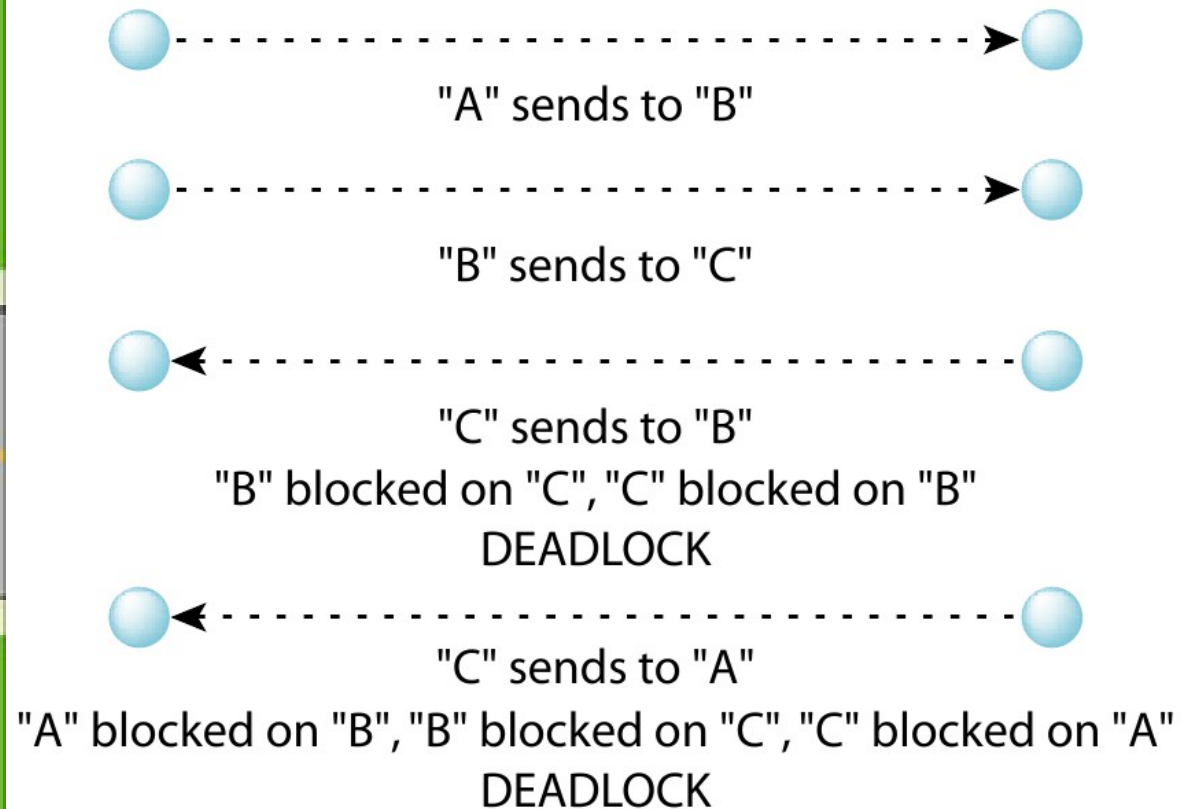 "A" sends to "B"
"B" sends to "C"
"C" sends to "B"
"B" blocked on "C", "C" blocked on "B"
DEADLOCK
"C" sends to "A"
"A" blocked on "B", "B" blocked on "C", "C" blocked on "A"
DEADLOCK